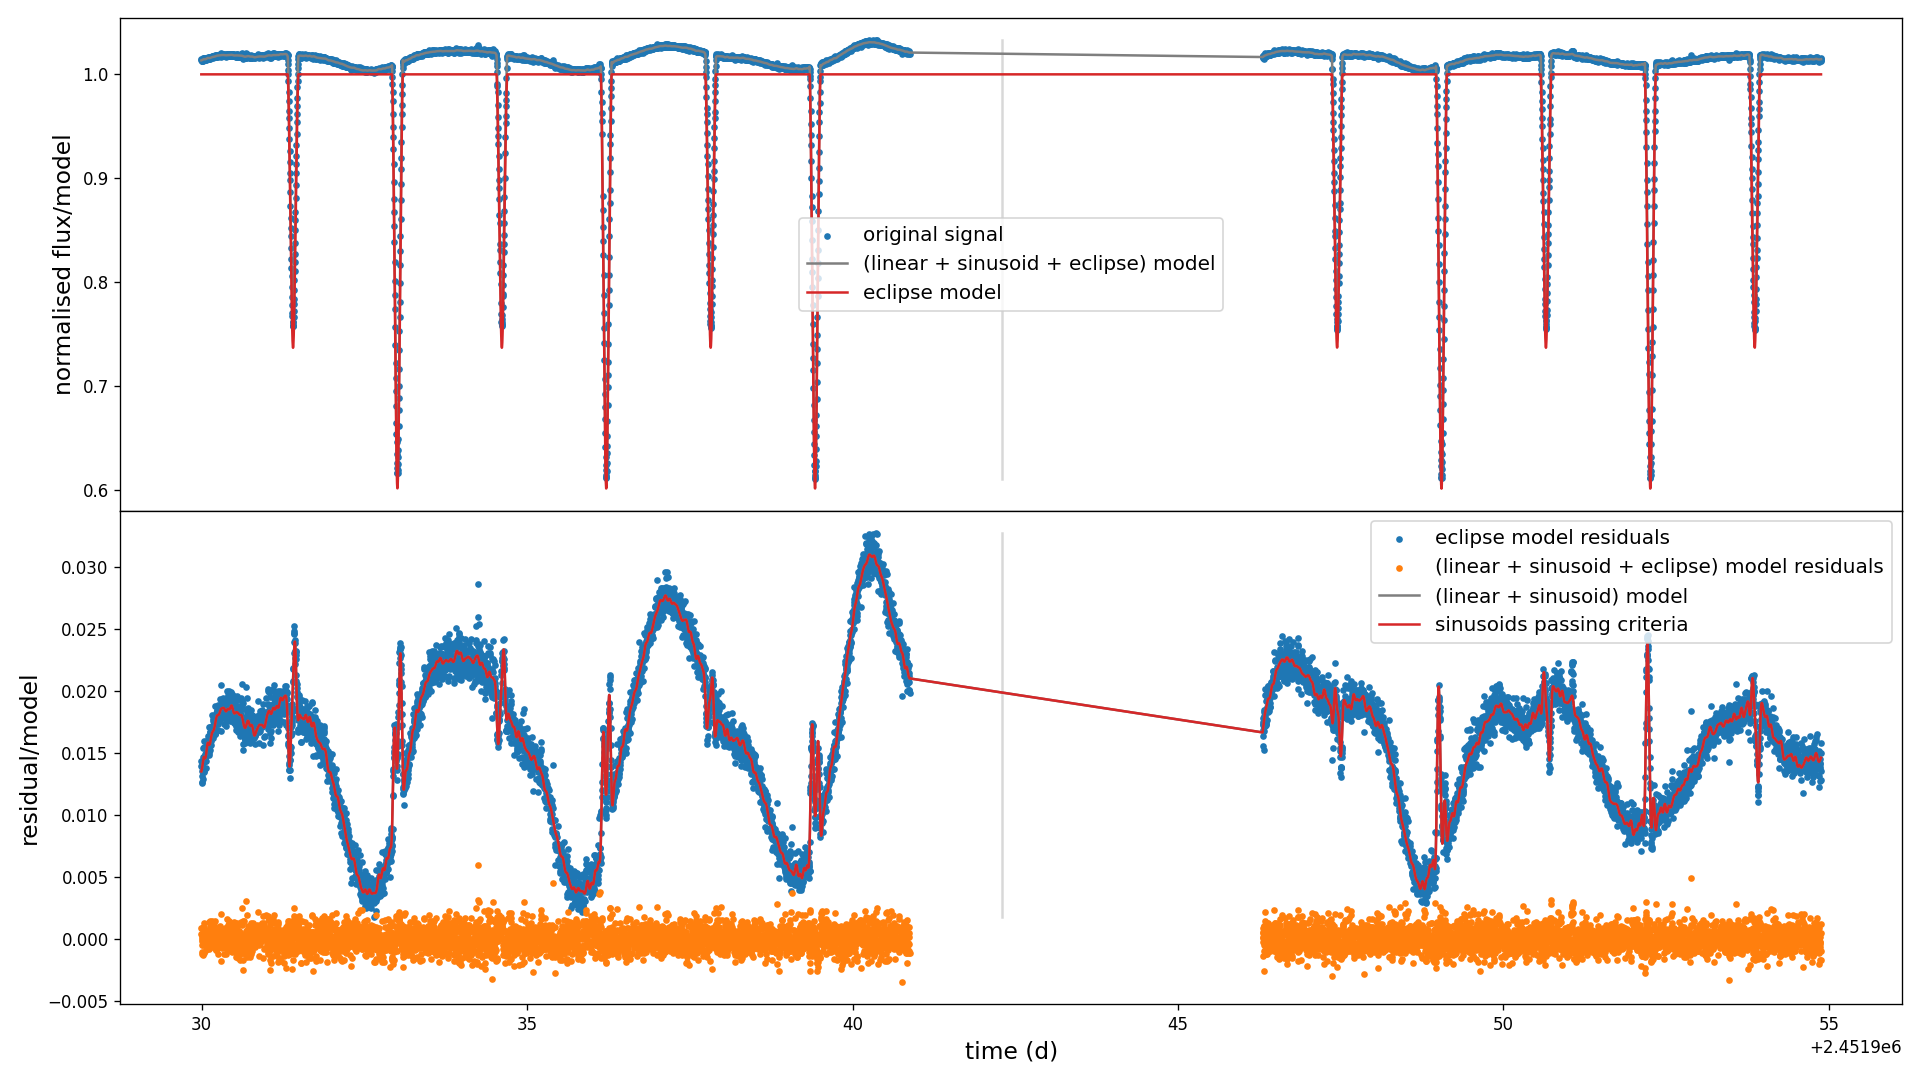 normalised flux/model
1.0
0.9
0.8
0.7
0.6
original signal
(linear + sinusoid + eclipse) model
eclipse model
residual/model
0.030
0.025
0.020
0.015
0.010
0.005
0.000
−0.005
eclipse model residuals
(linear + sinusoid + eclipse) model residuals
(linear + sinusoid) model
sinusoids passing criteria
30 35 40 45 50 55
time (d)
+2.4519e6